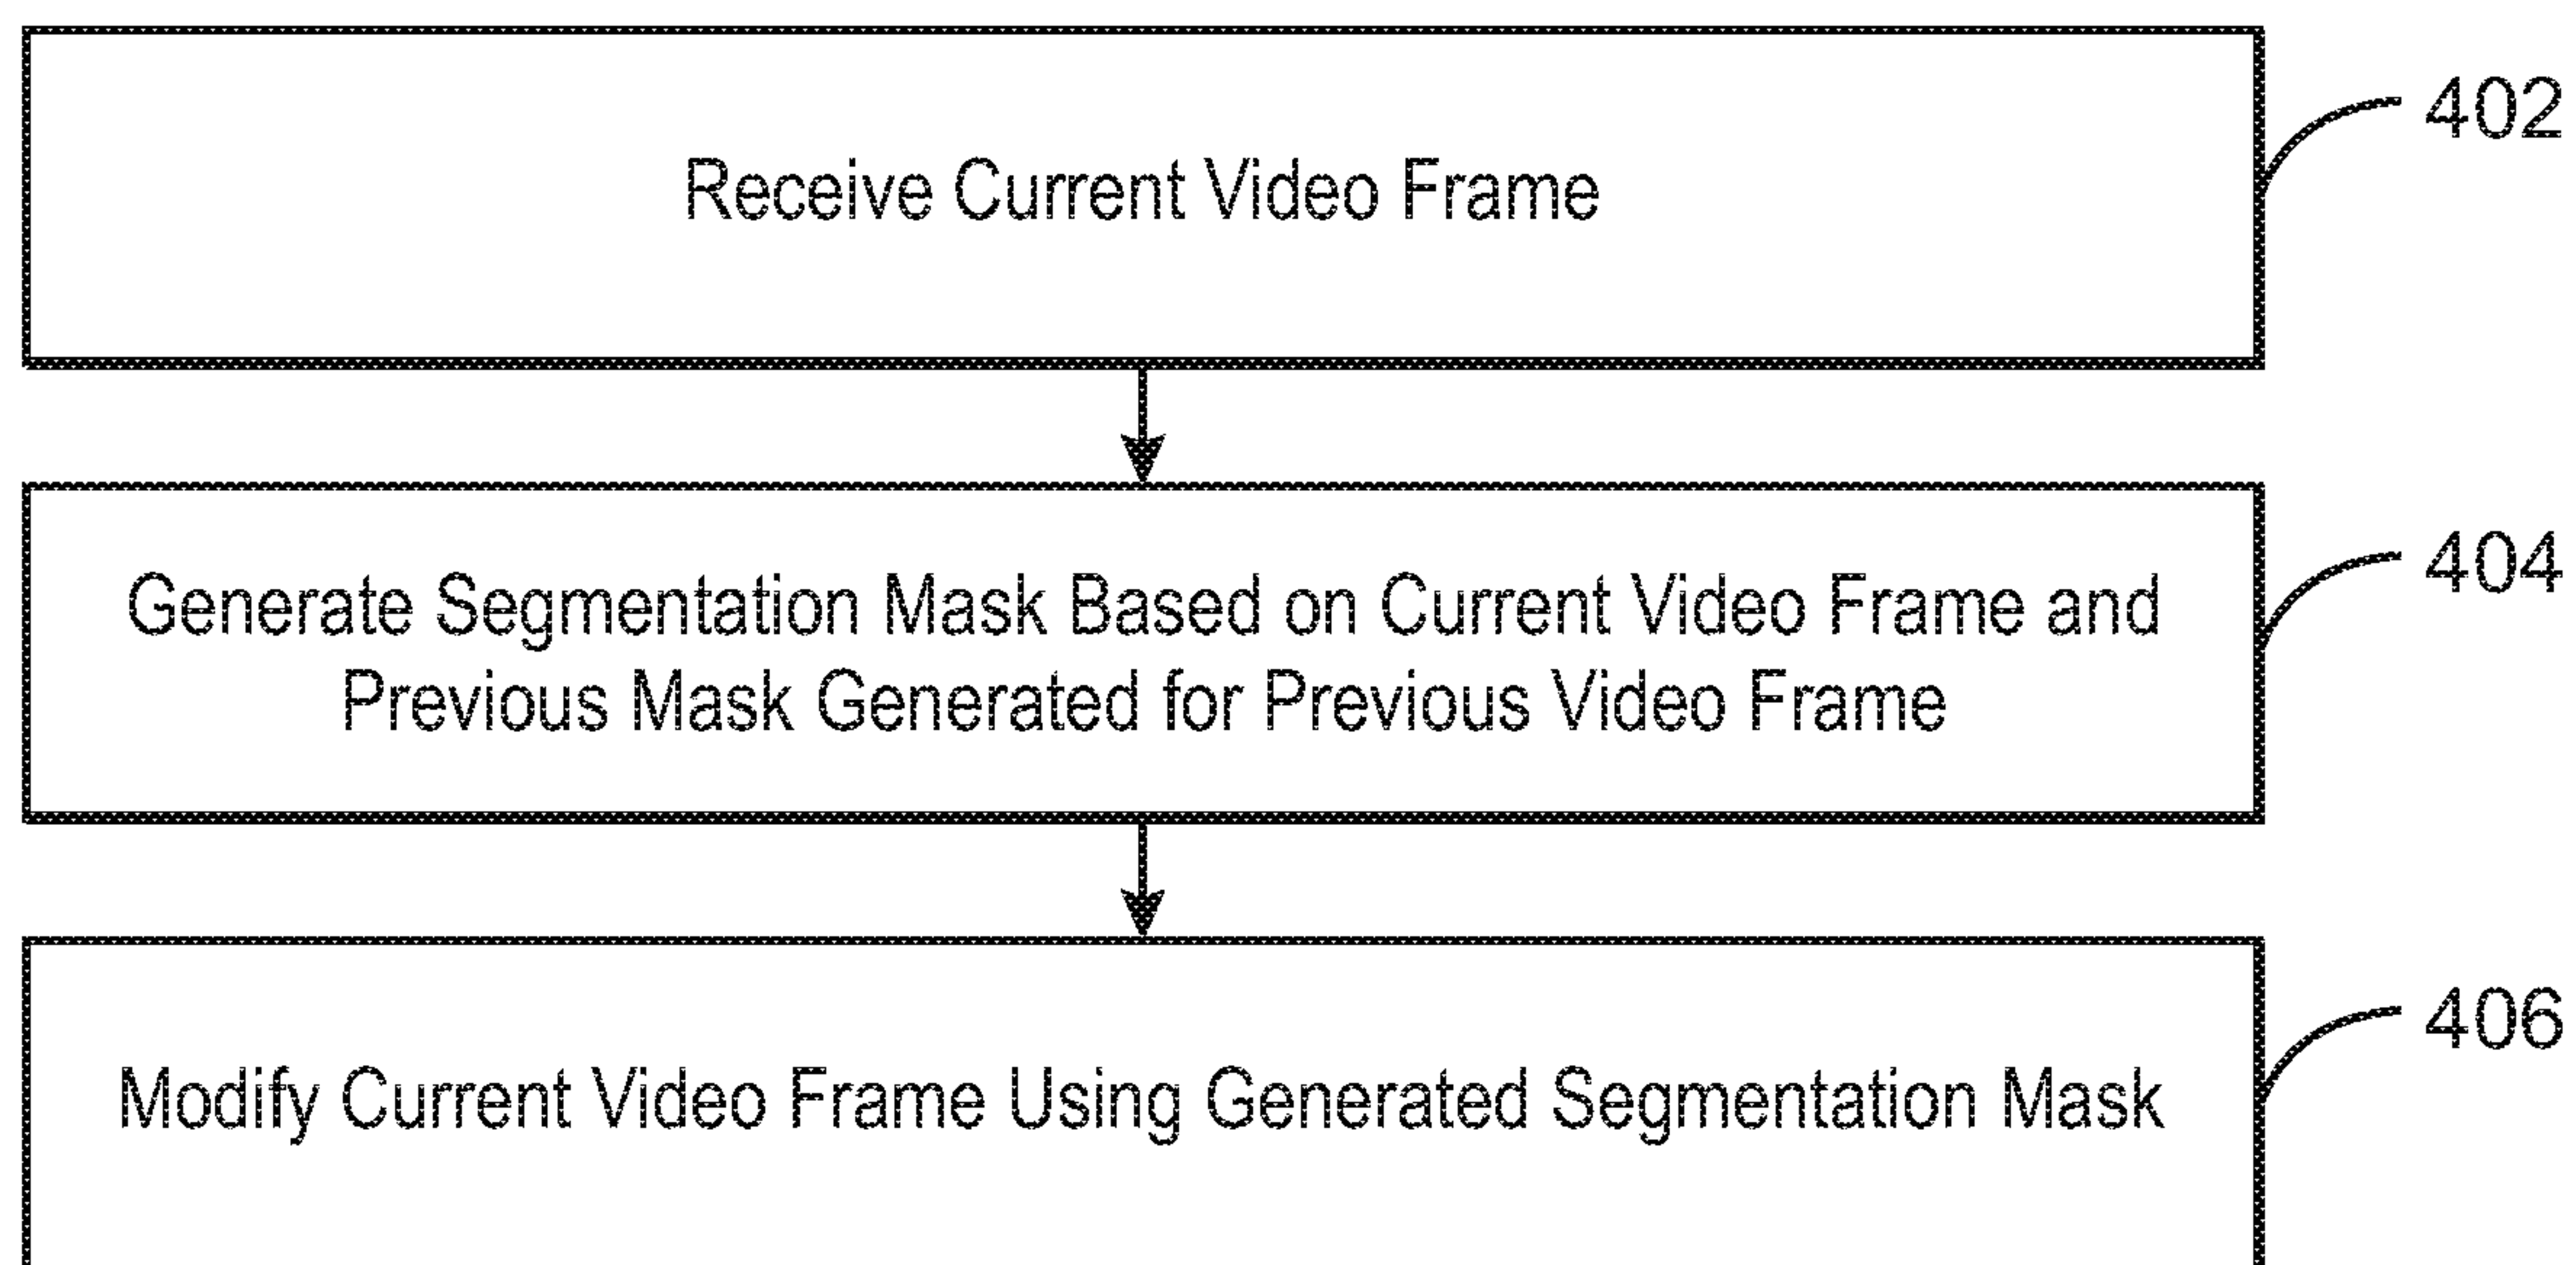 Receive Current Video Frame
402
Generate Segmentation Mask Based on Current Video Frame and
Previous Mask Generated for Previous Video Frame
404
Modify Current Video Frame Using Generated Segmentation Mask
406